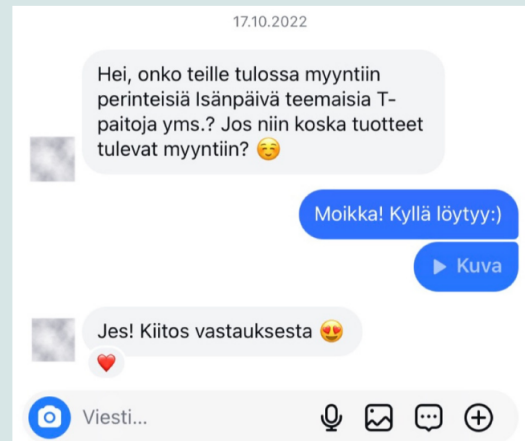 17.10.2022
Hei, onko teille tulossa myyntiin
perinteisiä Isänpäivä teemaisia T-
paitoja yms.? Jos niin koska tuotteet
tulevat myyntiin? ☺️
Moikka! Kyllä löytyy:)
Kuva
Jes! Kiitos vastauksesta 😍
Viesti...